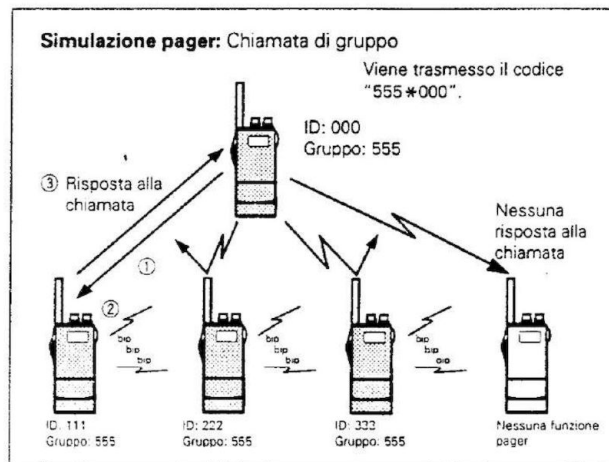 Simulazione pager: Chiamata di gruppo
Viene trasmesso il codice
"555*000".
ID: 000
Gruppo: 555
③ Risposta alla
chiamata
Nessuna
risposta alla
chiamata
①
②
bip
bip
bip
bip
bip
bip
bip
bip
bip
ID: 111
Gruppo: 555
ID: 222
Gruppo: 555
ID: 333
Gruppo: 555
Nessuna funzione
pager